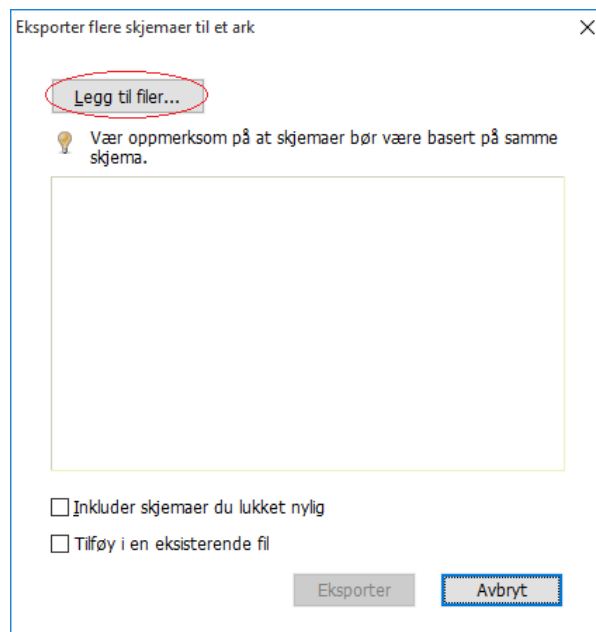 Eksporter flere skjemaer til et ark
Legg til filer...
Vær oppmerksom på at skjemaer bør være basert på samme
skjema.
Inkluder skjemaer du lukket nylig
Tilføy i en eksisterende fil
Eksporter
Avbryt